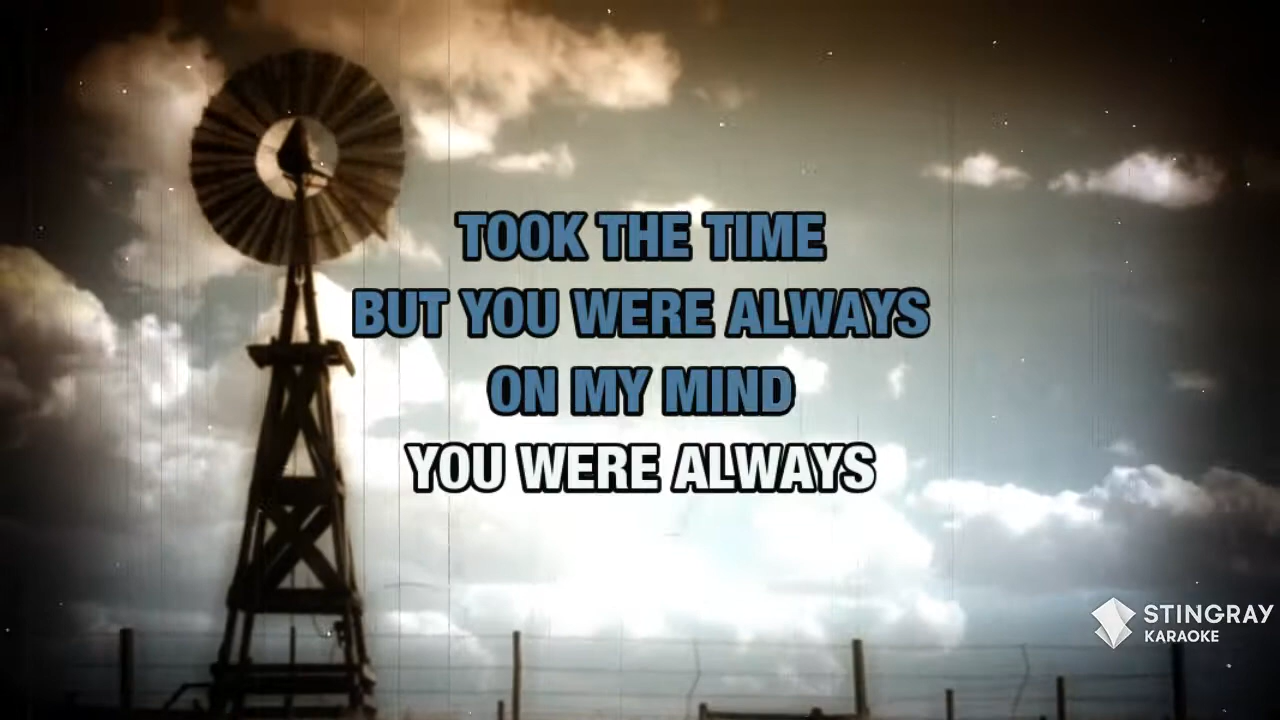 TOOK THE TIME
BUT YOU WERE ALWAYS
ON MY MIND
YOU WERE ALWAYS
STINGRAY
KARAOKE